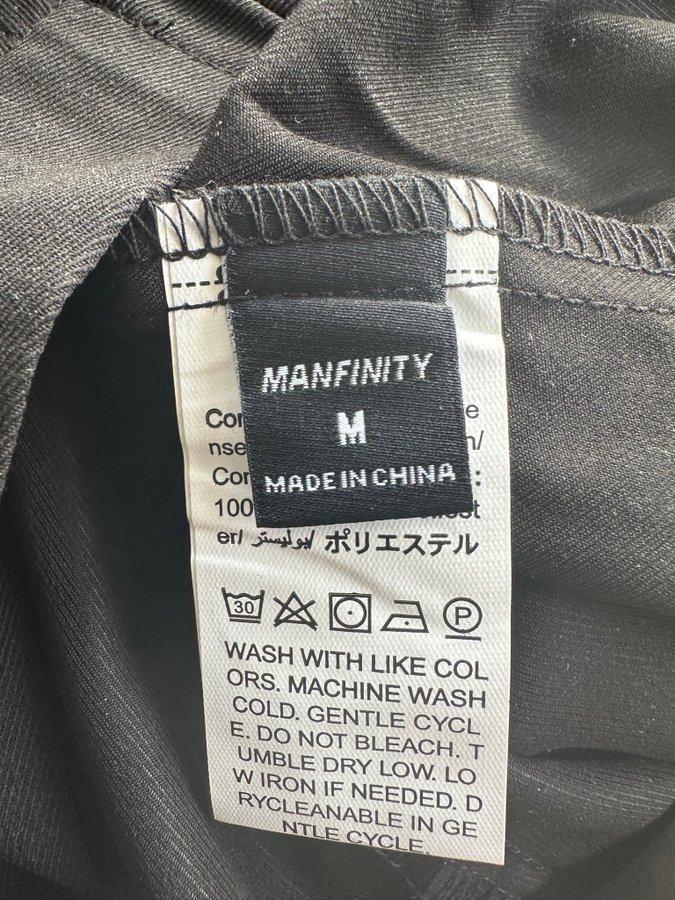 MANFINITY
M
MADE IN CHINA
e
100
er/ بوليستر/ ポリエステル
30
P
WASH WITH LIKE COL
ORS. MACHINE WASH
COLD. GENTLE CYCL
E. DO NOT BLEACH. T
UMBLE DRY LOW. LO
W IRON IF NEEDED. D
RYCLEANABLE IN GE
NTLE CYCLE.